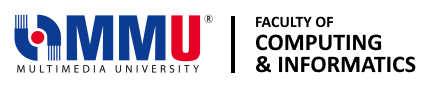 MMU®
MULTIMEDIA UNIVERSITY
FACULTY OF
COMPUTING
& INFORMATICS